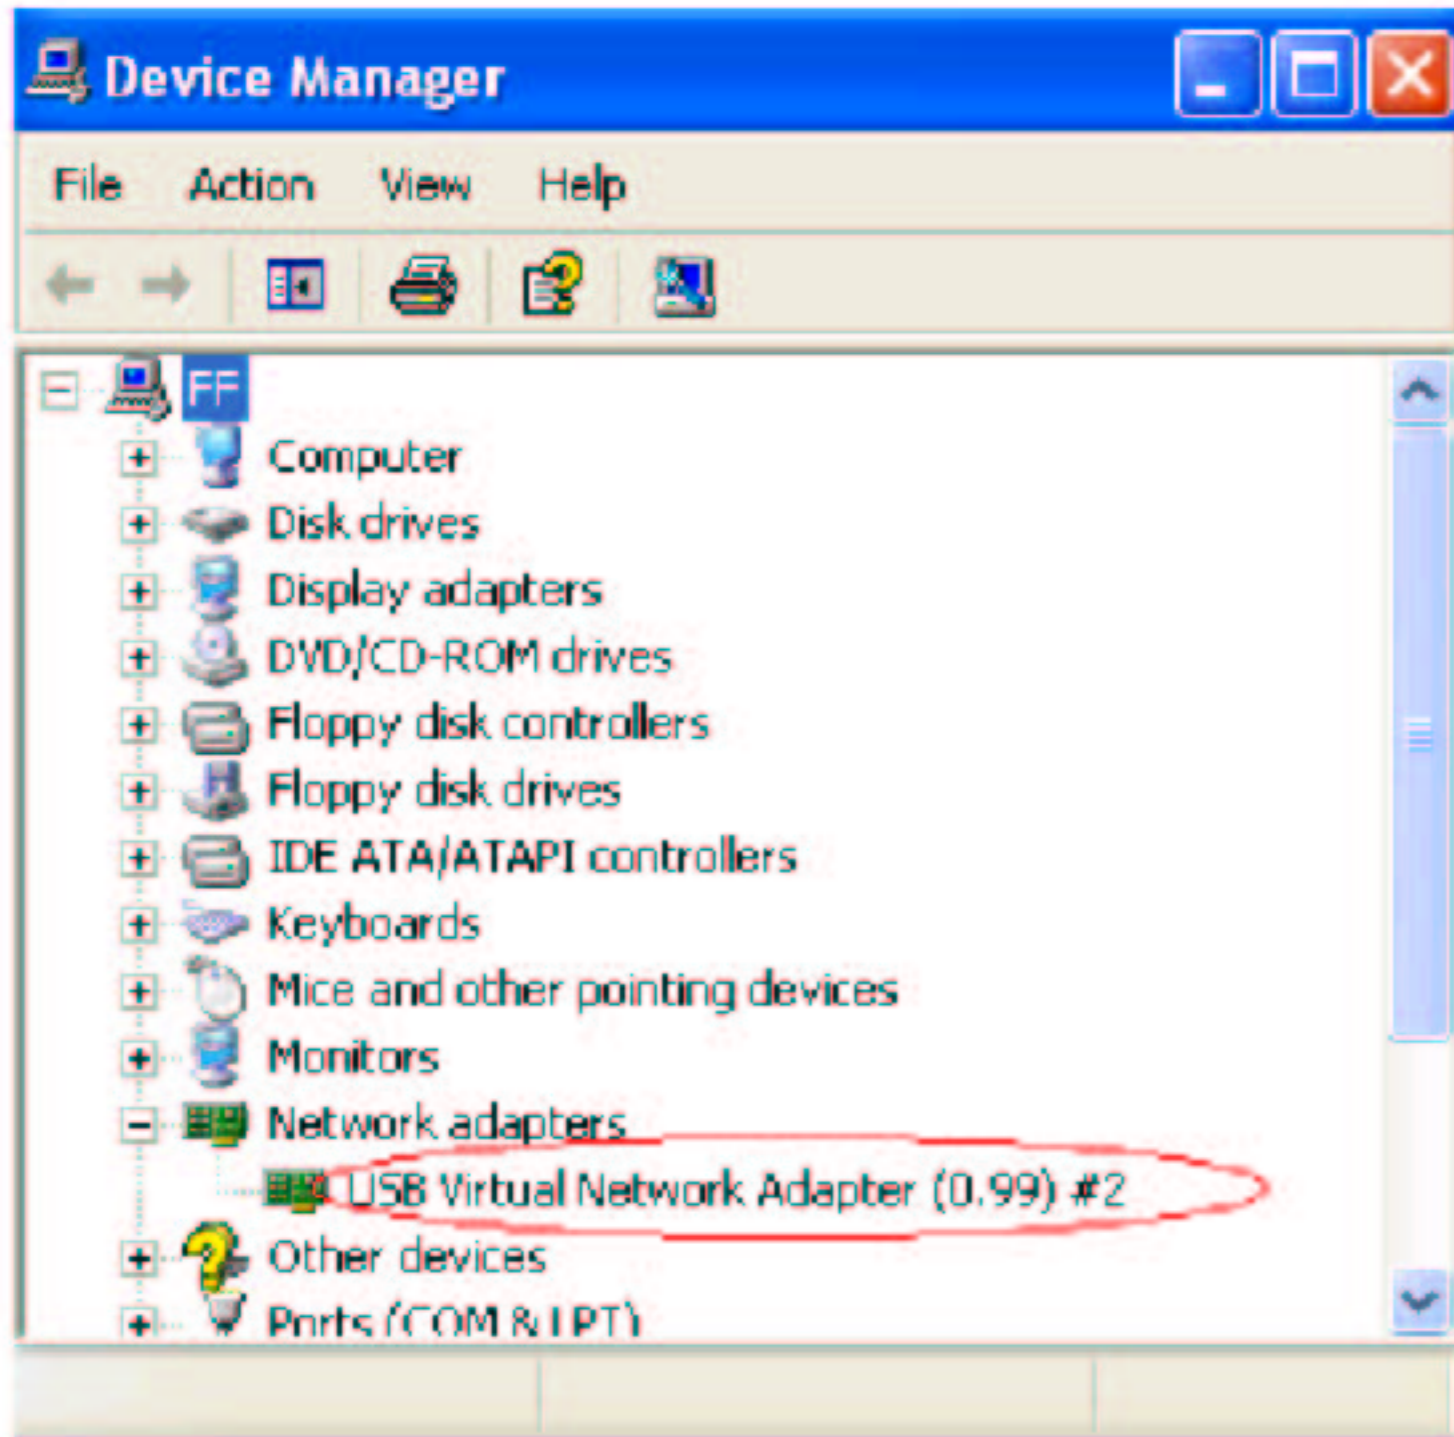 Device Manager
File Action View Help
FF
Computer
Disk drives
Display adapters
DVD/CD-ROM drives
Floppy disk controllers
Floppy disk drives
IDE ATA/ATAPI controllers
Keyboards
Mice and other pointing devices
Monitors
Network adapters
USB Virtual Network Adapter (0.99) #2
Other devices
Ports (COM & LPT)